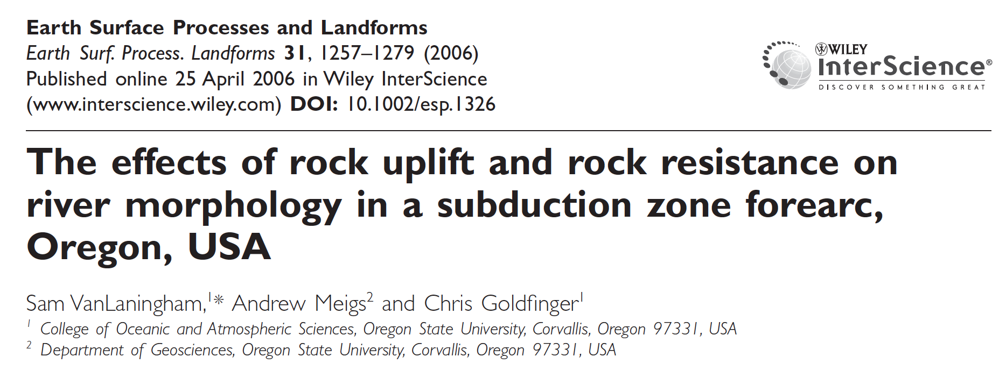 Earth Surface Processes and Landforms
Earth Surf. Process. Landforms 31, 1257–1279 (2006)
Published online 25 April 2006 in Wiley InterScience
(www.interscience.wiley.com) DOI: 10.1002/esp.1326
WILEY
InterScience®
DISCOVER SOMETHING GREAT
The effects of rock uplift and rock resistance on
river morphology in a subduction zone forearc,
Oregon, USA
Sam VanLaningham,1* Andrew Meigs2 and Chris Goldfinger1
1 College of Oceanic and Atmospheric Sciences, Oregon State University, Corvallis, Oregon 97331, USA
2 Department of Geosciences, Oregon State University, Corvallis, Oregon 97331, USA